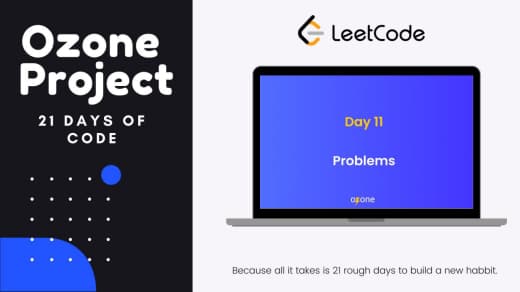 Ozone
Project
21 DAYS OF
CODE
LeetCode
Day 11
Problems
ozone
Because all it takes is 21 rough days to build a new habbit.